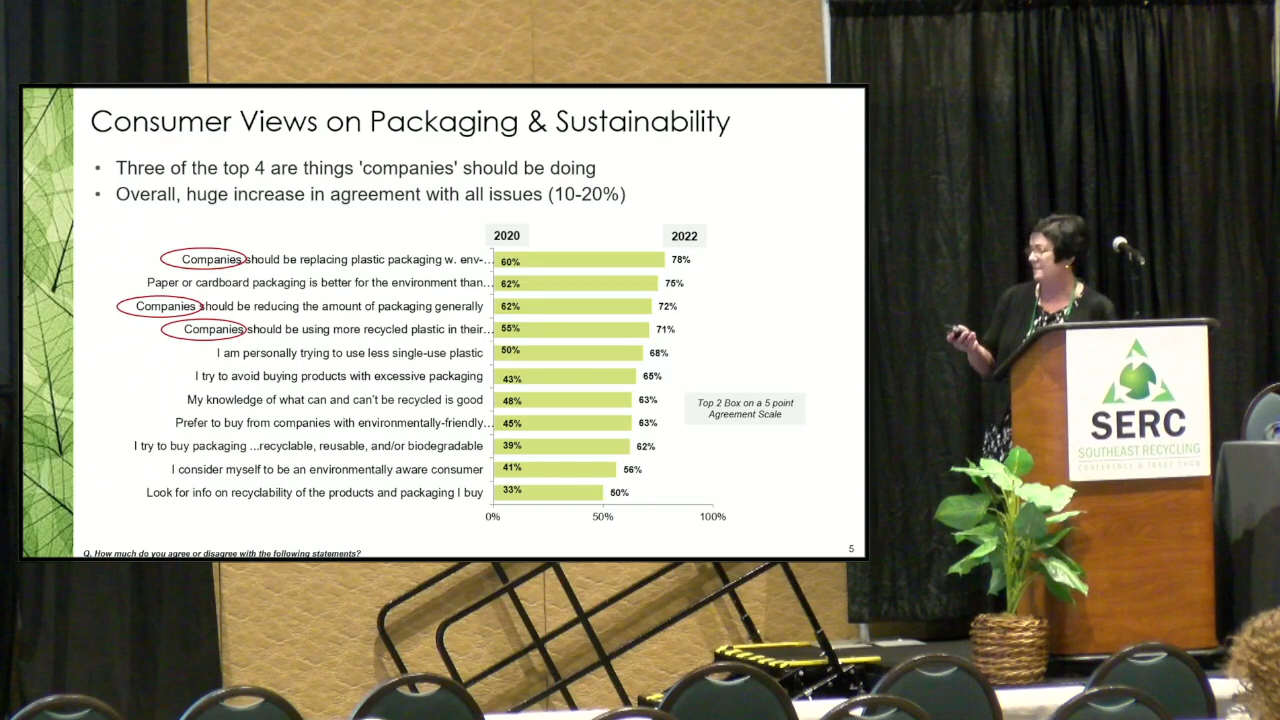 Consumer Views on Packaging & Sustainability
• Three of the top 4 are things 'companies' should be doing
• Overall, huge increase in agreement with all issues (10-20%)
2020 2022
Companies should be replacing plastic packaging w. env-... 60% 78%
Paper or cardboard packaging is better for the environment than... 62% 75%
Companies should be reducing the amount of packaging generally 62% 72%
Companies should be using more recycled plastic in their... 55% 71%
I am personally trying to use less single-use plastic 50% 68%
I try to avoid buying products with excessive packaging 43% 65%
My knowledge of what can and can't be recycled is good 48% 63%
Prefer to buy from companies with environmentally-friendly... 45% 63%
I try to buy packaging ...recyclable, reusable, and/or biodegradable 39% 62%
I consider myself to be an environmentally aware consumer 41% 56%
Look for info on recyclability of the products and packaging I buy 33% 50%
0% 50% 100%
Top 2 Box on a 5 point
Agreement Scale
Q. How much do you agree or disagree with the following statements?
5
SERC
SOUTHEAST RECYCLING
CONFERENCE & TRADE SHOW